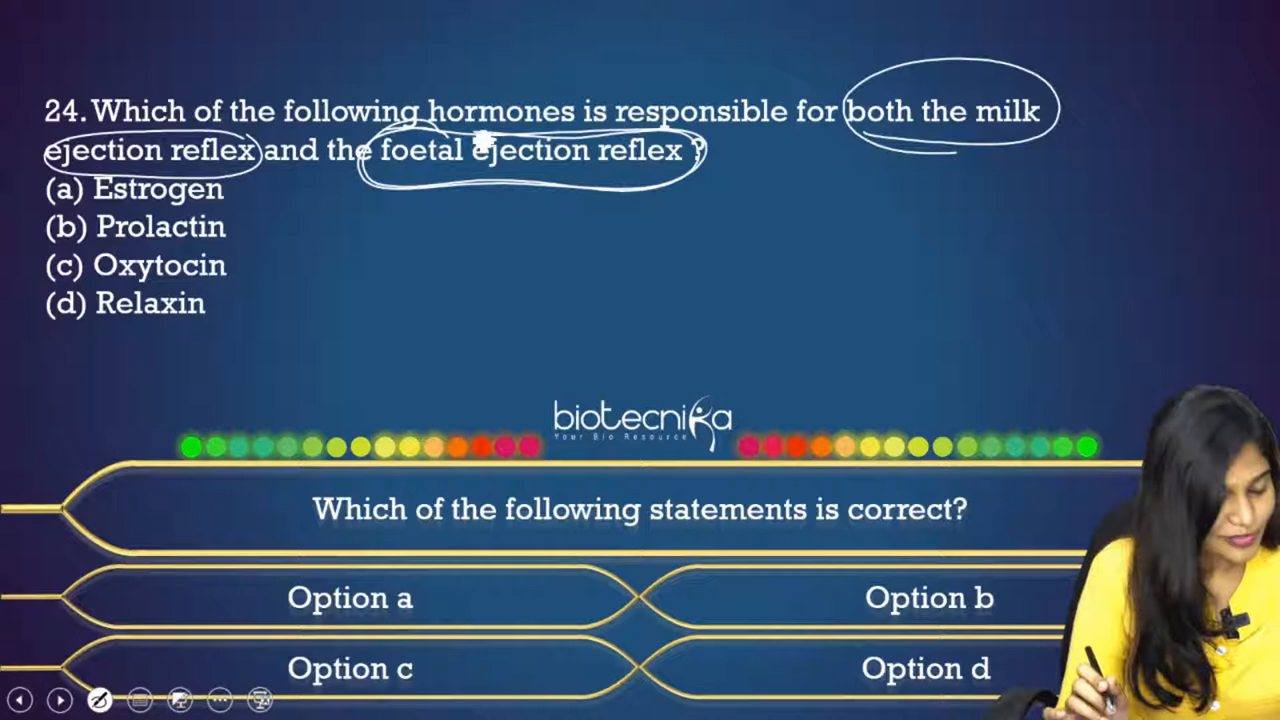 24. Which of the following hormones is responsible for both the milk
ejection reflex and the foetal ejection reflex ?
(a) Estrogen
(b) Prolactin
(c) Oxytocin
(d) Relaxin
biotecnika
Your Bio Resource
Which of the following statements is correct?
Option a
Option b
Option c
Option d